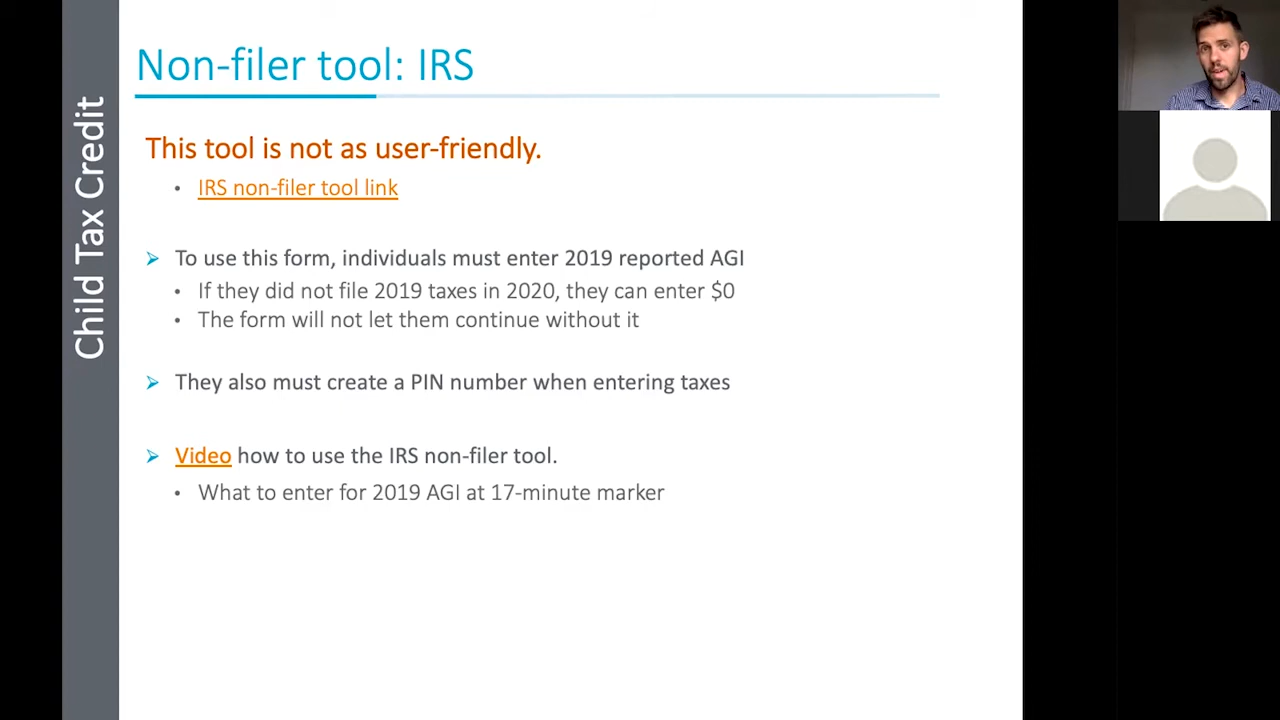 Child Tax Credit
Non-filer tool: IRS
This tool is not as user-friendly.
• IRS non-filer tool link
➢ To use this form, individuals must enter 2019 reported AGI
• If they did not file 2019 taxes in 2020, they can enter $0
• The form will not let them continue without it
➢ They also must create a PIN number when entering taxes
➢ Video how to use the IRS non-filer tool.
• What to enter for 2019 AGI at 17-minute marker